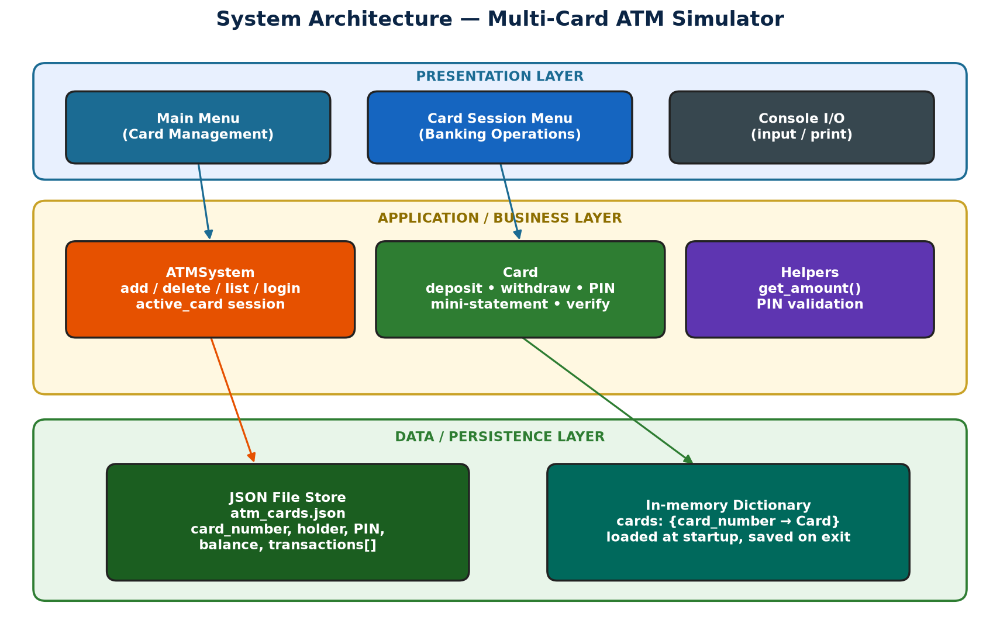 System Architecture — Multi-Card ATM Simulator
PRESENTATION LAYER
Main Menu
(Card Management)
Card Session Menu
(Banking Operations)
Console I/O
(input / print)
APPLICATION / BUSINESS LAYER
ATMSystem
add / delete / list / login
active_card session
Card
deposit • withdraw • PIN
mini-statement • verify
Helpers
get_amount()
PIN validation
DATA / PERSISTENCE LAYER
JSON File Store
atm_cards.json
card_number, holder, PIN,
balance, transactions[]
In-memory Dictionary
cards: {card_number → Card}
loaded at startup, saved on exit